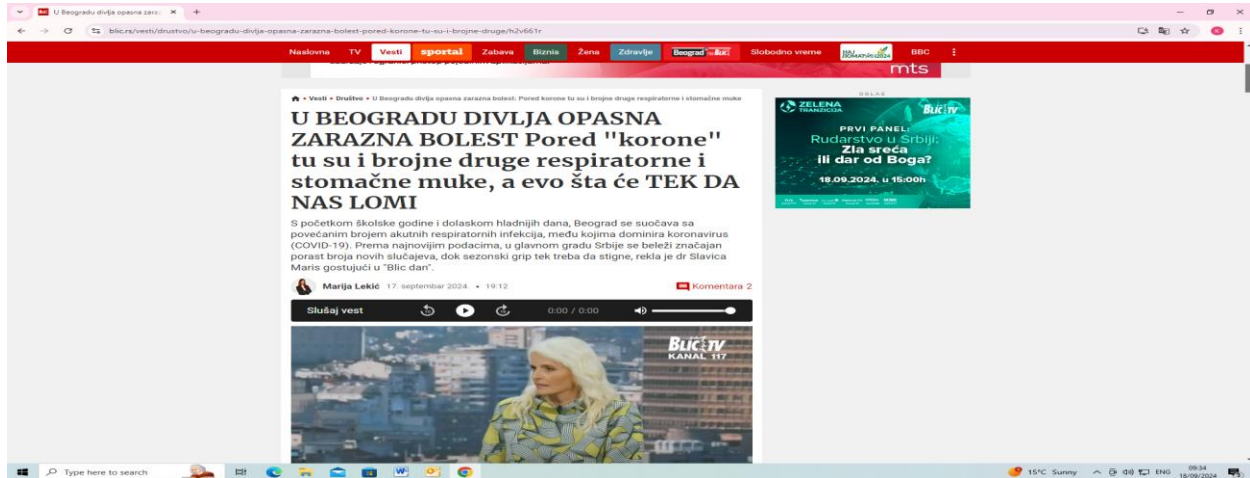 U Beogradu divlja opasna zaraz
blic.rs/vesti/drustvo/u-beogradu-divlja-opasna-zarazna-bolest-pored-korone-tu-su-i-brojne-druge/h2v661r
Naslovna TV Vesti sportal Zabava Biznis Žena Zdravlje Beograd Blic Slobodno vreme BBC
mts
Vesti • Društvo • U Beogradu divlja opasna zarazna bolest: Pored korone tu su i brojne druge respiratorne i stomačne muke
U BEOGRADU DIVLJA OPASNA
ZARAZNA BOLEST Pored "korone"
tu su i brojne druge respiratorne i
stomačne muke, a evo šta će TEK DA
NAS LOMI
S početkom školske godine i dolaskom hladnijih dana, Beograd se suočava sa
povećanim brojem akutnih respiratornih infekcija, među kojima dominira koronavirus
(COVID-19). Prema najnovijim podacima, u glavnom gradu Srbije se beleži značajan
porast broja novih slučajeva, dok sezonski grip tek treba da stigne, rekla je dr Slavica
Maris gostujući u "Blic dan".
Marija Lekić 17. septembar 2024. • 19:12
Komentara 2
Slušaj vest 0:00 / 0:00
BLIC TV
KANAL 117
OGLAS
ZELENA
TRANZICIJA
BLIC TV
PRVI PANEL:
Rudarstvo u Srbiji:
Zla sreća
ili dar od Boga?
18.09.2024. u 15:00h
Type here to search
15°C Sunny
ENG
09:34
18/09/2024